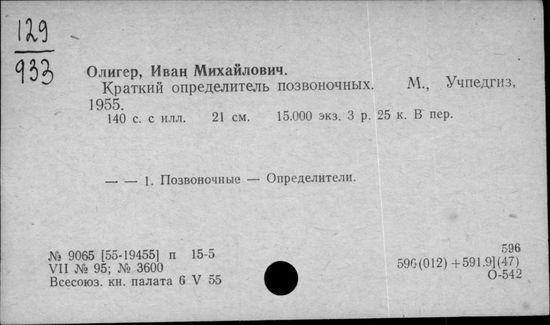 129
933
Олигер, Иван Михайлович.
Краткий определитель позвоночных. М., Учпедгиз,
1955.
140 с. с илл. 21 см. 15.000 экз. 3 р. 25 к. В пер.
— — 1. Позвоночные — Определители.
№ 9065 [55-19455] п 15-5
VII № 95; № 3600
Всесоюз. кн. палата 6 V 55
596
596(012)+591.9](47)
О-542